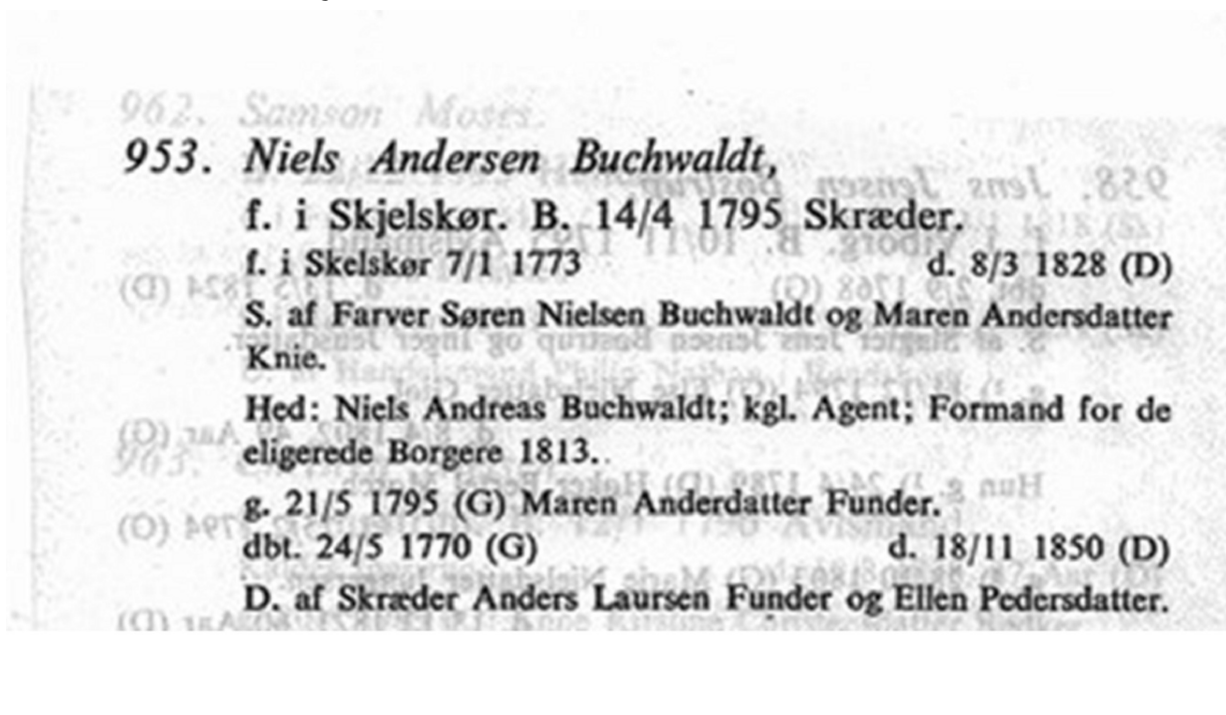 962. Samson Moses.
953. Niels Andersen Buchwaldt,
f. i Skjelskør. B. 14/4 1795 Skræder.
f. i Skelskør 7/1 1773 d. 8/3 1828 (D)
S. af Farver Søren Nielsen Buchwaldt og Maren Andersdatter
Knie.
Hed: Niels Andreas Buchwaldt; kgl. Agent; Formand for de
eligerede Borgere 1813.
g. 21/5 1795 (G) Maren Anderdatter Funder.
dbt. 24/5 1770 (G) d. 18/11 1850 (D)
D. af Skræder Anders Laursen Funder og Ellen Pedersdatter.